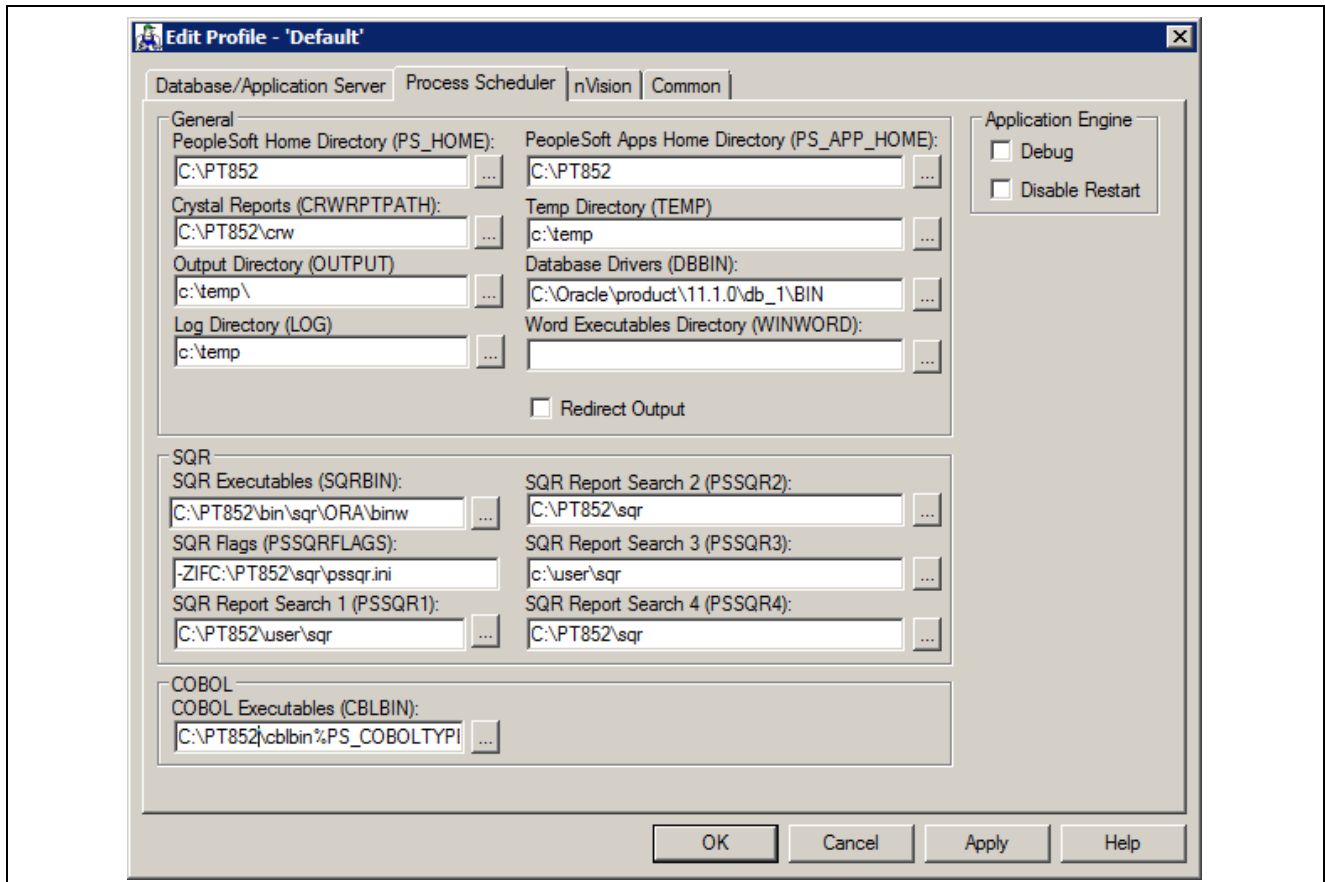 Edit Profile - 'Default'
Database/Application Server Process Scheduler nVision Common
General
PeopleSoft Home Directory (PS_HOME): PeopleSoft Apps Home Directory (PS_APP_HOME):
C:\PT852 ... C:\PT852 ...
Crystal Reports (CRWRPTPATH): Temp Directory (TEMP)
C:\PT852\crw ... c:\temp ...
Output Directory (OUTPUT) Database Drivers (DBBIN):
c:\temp\ ... C:\Oracle\product\11.1.0\db_1\BIN ...
Log Directory (LOG) Word Executables Directory (WINWORD):
c:\temp ... ...
Redirect Output
Application Engine
Debug
Disable Restart
SQR
SQR Executables (SQRBIN): SQR Report Search 2 (PSSQR2):
C:\PT852\bin\sqr\ORA\binw ... C:\PT852\sqr ...
SQR Flags (PSSQRFLAGS): SQR Report Search 3 (PSSQR3):
-ZIFC:\PT852\sqr\pssqr.ini c:\user\sqr ...
SQR Report Search 1 (PSSQR1): SQR Report Search 4 (PSSQR4):
C:\PT852\user\sqr ... C:\PT852\sqr ...
COBOL
COBOL Executables (CBLBIN):
C:\PT852\cblbin%PS_COBOLTYPI ...
OK Cancel Apply Help